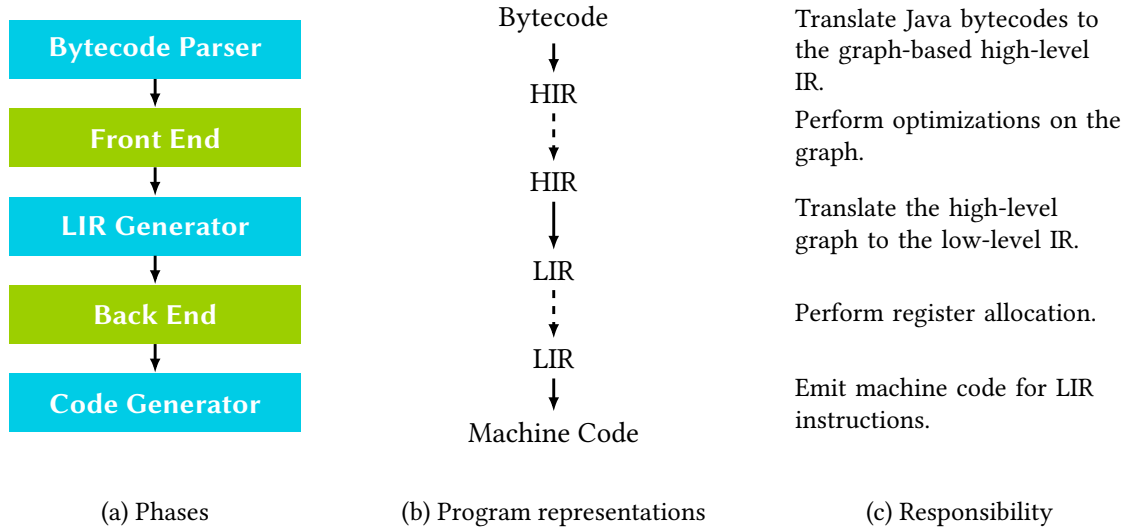 Bytecode Parser
Front End
LIR Generator
Back End
Code Generator
(a) Phases
Bytecode
HIR
HIR
LIR
LIR
Machine Code
(b) Program representations
Translate Java bytecodes to
the graph-based high-level
IR.
Perform optimizations on the
graph.
Translate the high-level
graph to the low-level IR.
Perform register allocation.
Emit machine code for LIR
instructions.
(c) Responsibility